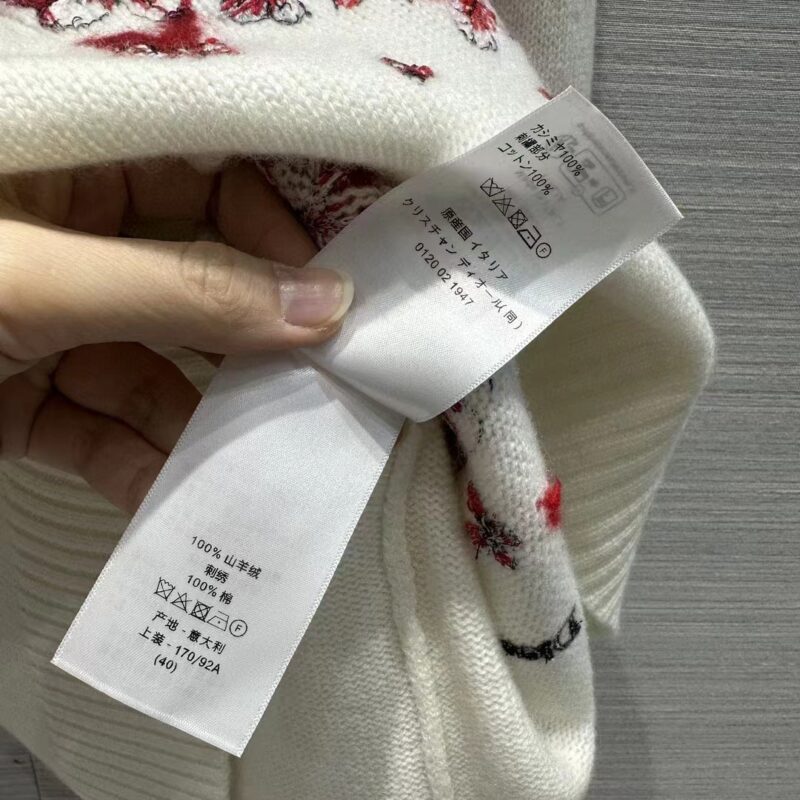 カシミヤ100%
刺繍部分
コットン100%
F
原産国 イタリア
クリスチャン ディオール(同)
0120 02 1947
100% 山羊绒
刺绣
100% 棉
F
产地 - 意大利
上装 - 170/92A
(40)